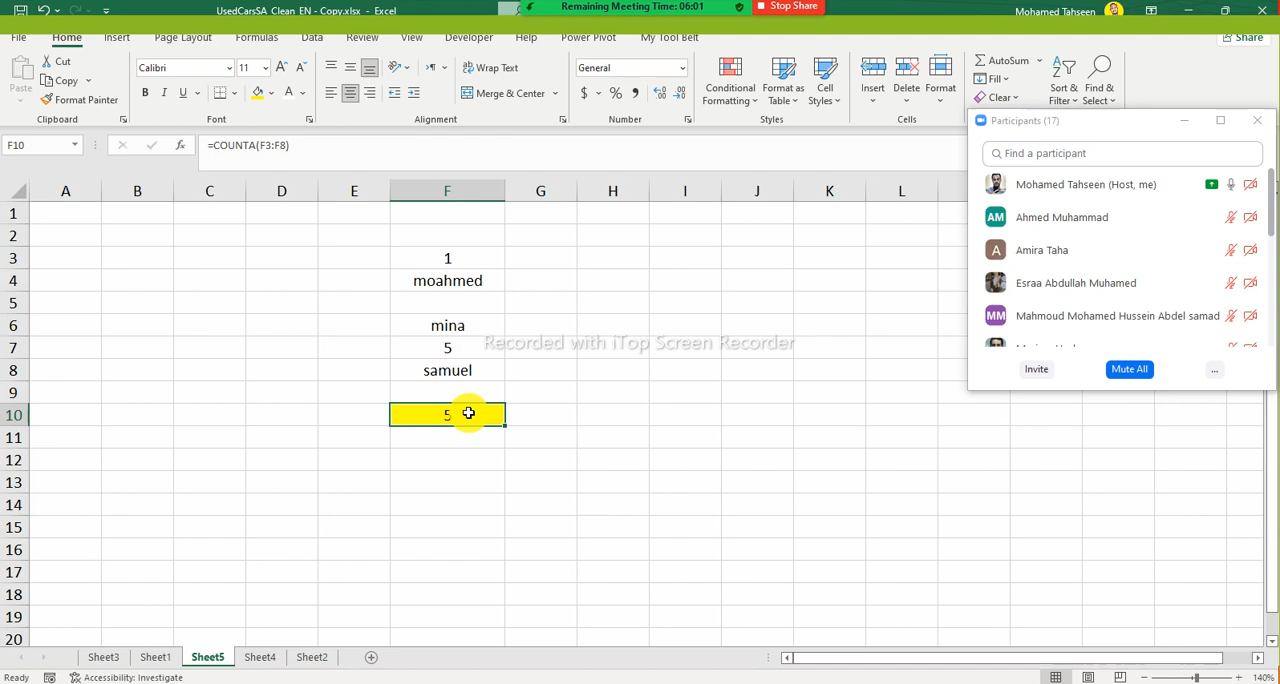 UsedCarsSA_Clean_EN - Copy.xlsx - Excel
Remaining Meeting Time: 06:01
Stop Share
Mohamed Tahseen
File Home Insert Page Layout Formulas Data Review View Developer Help Power Pivot My Tool Belt
Share
Paste
Cut
Copy
Format Painter
Clipboard
Calibri 11
B I U
Font
Wrap Text
Merge & Center
Alignment
General
$ % ,
Number
Conditional Formatting
Format as Table
Cell Styles
Styles
Insert Delete Format
Cells
AutoSum
Fill
Clear
Sort & Filter
Find & Select
F10
fx
=COUNTA(F3:F8)
A B C D E F G H I J K L
1
2
3 1
4 moahmed
5
6 mina
7 5
8 samuel
9
10 5
11
12
13
14
15
16
17
18
19
20
Recorded with iTop Screen Recorder
Participants (17)
Find a participant
Mohamed Tahseen (Host, me)
AM Ahmed Muhammad
A Amira Taha
Esraa Abdullah Muhamed
MM Mahmoud Mohamed Hussein Abdel samad
Invite
Mute All
...
Sheet3 Sheet1 Sheet5 Sheet4 Sheet2
Ready
Accessibility: Investigate
140%